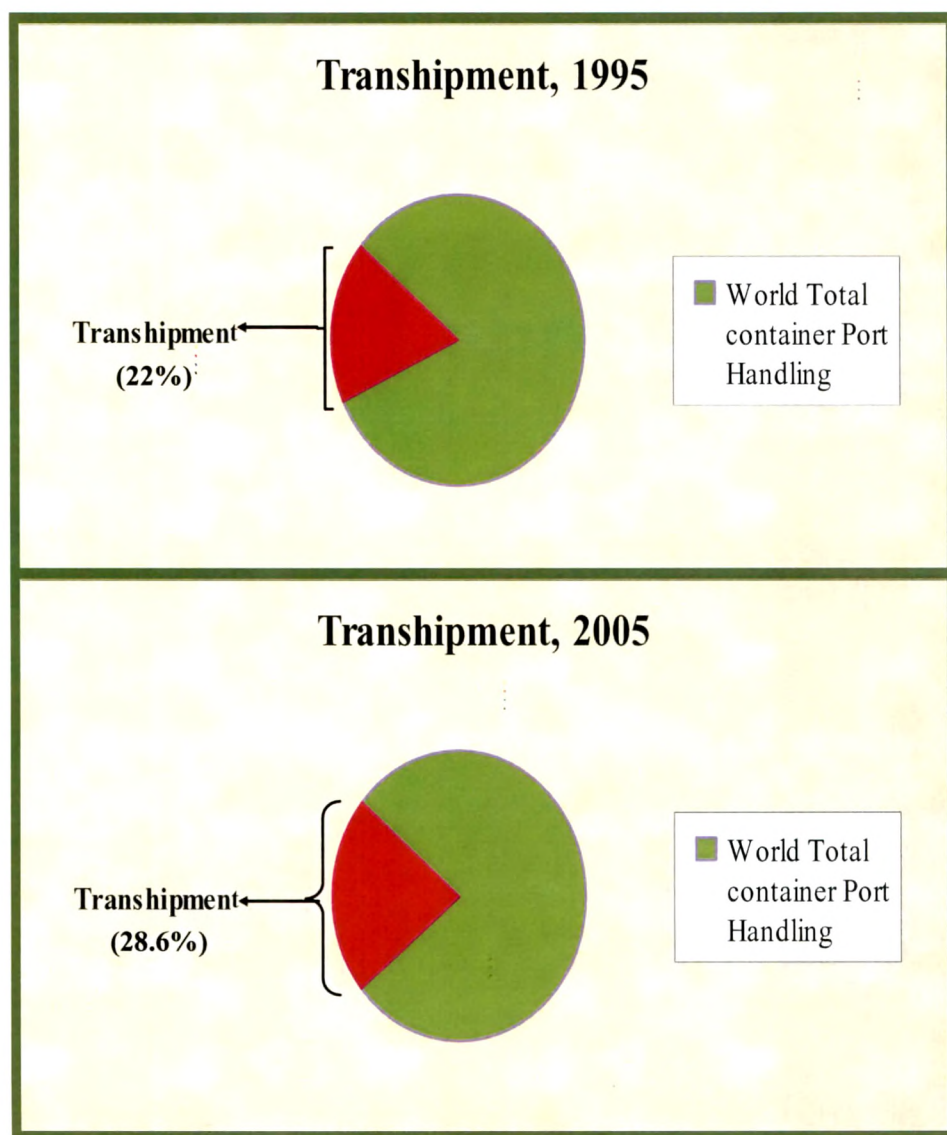 Transhipment, 1995
Transhipment
(22%)
World Total
container Port
Handling
Transhipment, 2005
Transhipment
(28.6%)
World Total
container Port
Handling